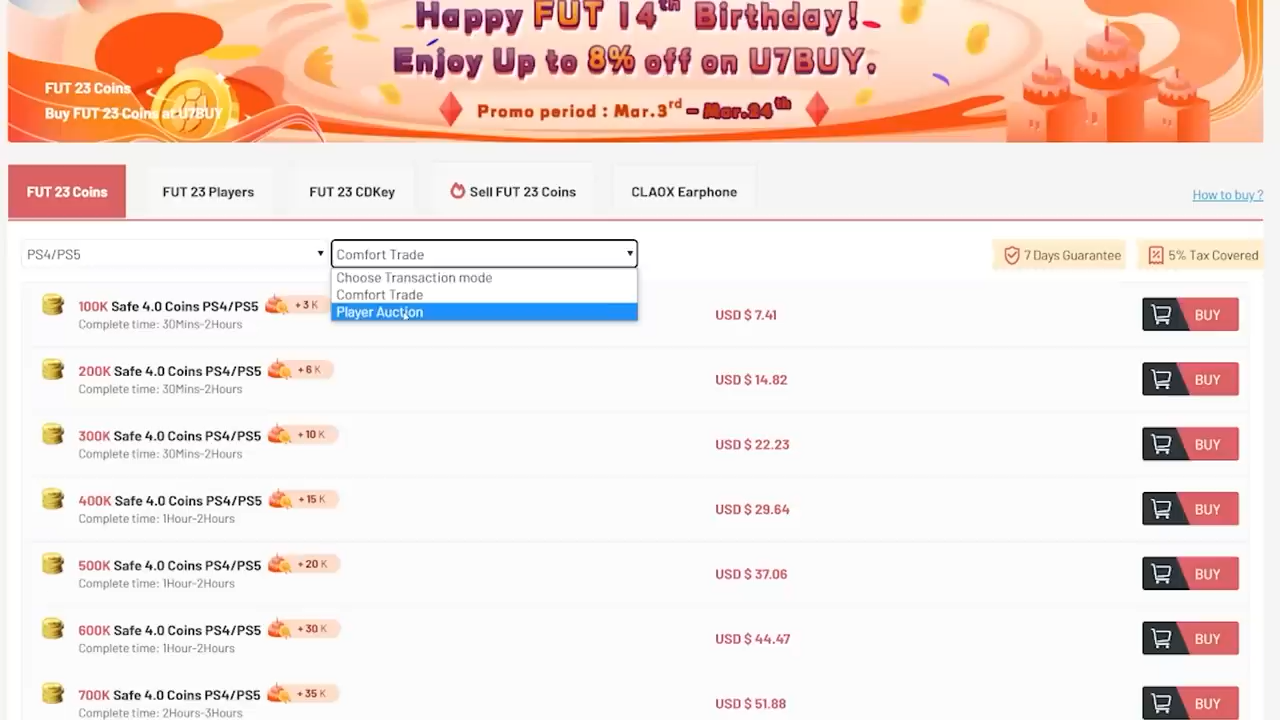 Happy FUT 14th Birthday!
Enjoy Up to 8% off on U7BUY.
FUT 23 Coins
Buy FUT 23 Coins at U7BUY
Promo period : Mar.3rd - Mar.24th
FUT 23 Coins
FUT 23 Players
FUT 23 CDKey
Sell FUT 23 Coins
CLAOX Earphone
How to buy ?
PS4/PS5
Comfort Trade
7 Days Guarantee
5% Tax Covered
Choose Transaction mode
Comfort Trade
Player Auction
100K Safe 4.0 Coins PS4/PS5 +3 K
Complete time: 30Mins-2Hours
USD $ 7.41
BUY
200K Safe 4.0 Coins PS4/PS5 +6 K
Complete time: 30Mins-2Hours
USD $ 14.82
BUY
300K Safe 4.0 Coins PS4/PS5 +10 K
Complete time: 30Mins-2Hours
USD $ 22.23
BUY
400K Safe 4.0 Coins PS4/PS5 +15 K
Complete time: 1Hour-2Hours
USD $ 29.64
BUY
500K Safe 4.0 Coins PS4/PS5 +20 K
Complete time: 1Hour-2Hours
USD $ 37.06
BUY
600K Safe 4.0 Coins PS4/PS5 +30 K
Complete time: 1Hour-2Hours
USD $ 44.47
BUY
700K Safe 4.0 Coins PS4/PS5 +35 K
Complete time: 2Hours-3Hours
USD $ 51.88
BUY